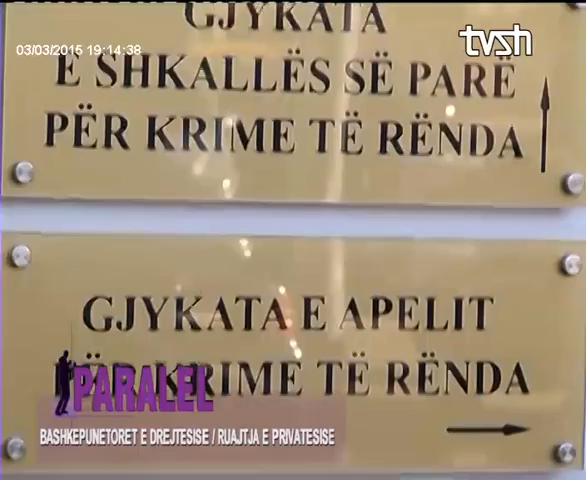 GJYKATA
tvsh
03/03/2015 19:14:38
E SHKALLËS SË PARË
PËR KRIME TË RËNDA
GJYKATA E APELIT
PËR KRIME TË RËNDA
PARALEL
BASHKEPUNETORET E DREJTESISE / RUAJTJA E PRIVATESISE